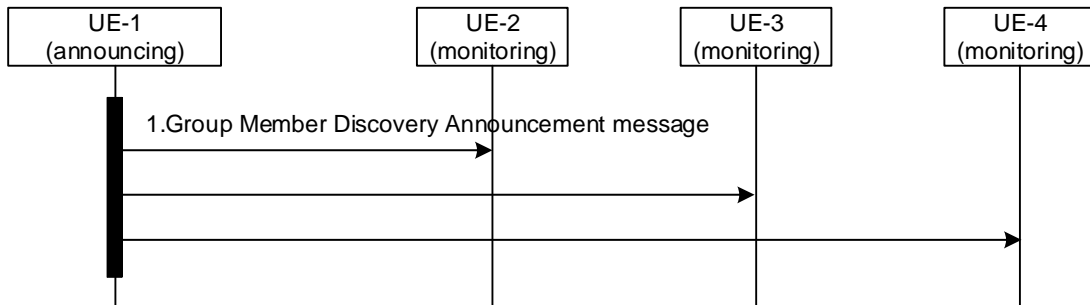 UE-1
(announcing)
UE-2
(monitoring)
UE-3
(monitoring)
UE-4
(monitoring)
1.Group Member Discovery Announcement message